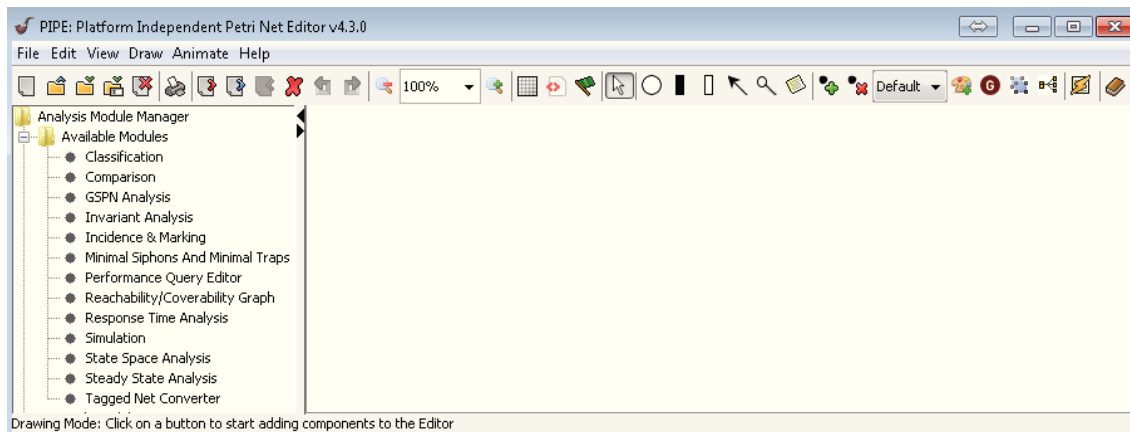 PIPE: Platform Independent Petri Net Editor v4.3.0
File Edit View Draw Animate Help
100% Default G
Analysis Module Manager
Available Modules
Classification
Comparison
GSPN Analysis
Invariant Analysis
Incidence & Marking
Minimal Siphons And Minimal Traps
Performance Query Editor
Reachability/Coverability Graph
Response Time Analysis
Simulation
State Space Analysis
Steady State Analysis
Tagged Net Converter
Drawing Mode: Click on a button to start adding components to the Editor